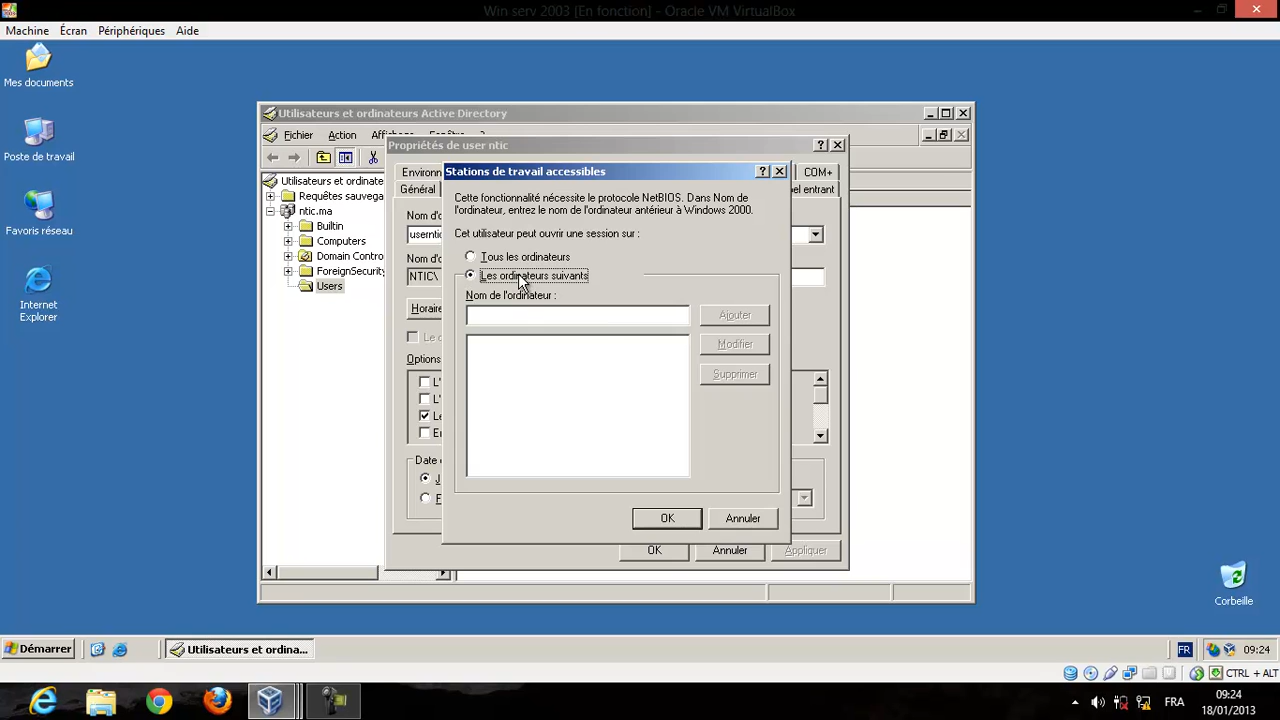 Win serv 2003 [En fonction] - Oracle VM VirtualBox
Machine Écran Périphériques Aide
Mes documents
Poste de travail
Favoris réseau
Internet
Explorer
Utilisateurs et ordinateurs Active Directory
Fichier Action
Utilisateurs et ordinate
Requêtes sauvega
ntic.ma
Builtin
Computers
Domain Contro
ForeignSecurity
Users
Propriétés de user ntic
Environn COM+
Général pel entrant
Nom d'o
userntic
Nom d'o
NTIC\
Horaire
Le c
Options
L'
L'
Le
En
Date d
J
F
OK Annuler Appliquer
Stations de travail accessibles
Cette fonctionnalité nécessite le protocole NetBIOS. Dans Nom de
l'ordinateur, entrez le nom de l'ordinateur antérieur à Windows 2000.
Cet utilisateur peut ouvrir une session sur :
Tous les ordinateurs
Les ordinateurs suivants
Nom de l'ordinateur :
Ajouter
Modifier
Supprimer
OK Annuler
Corbeille
Démarrer Utilisateurs et ordina... FR 09:24
CTRL + ALT
FRA 09:24
18/01/2013